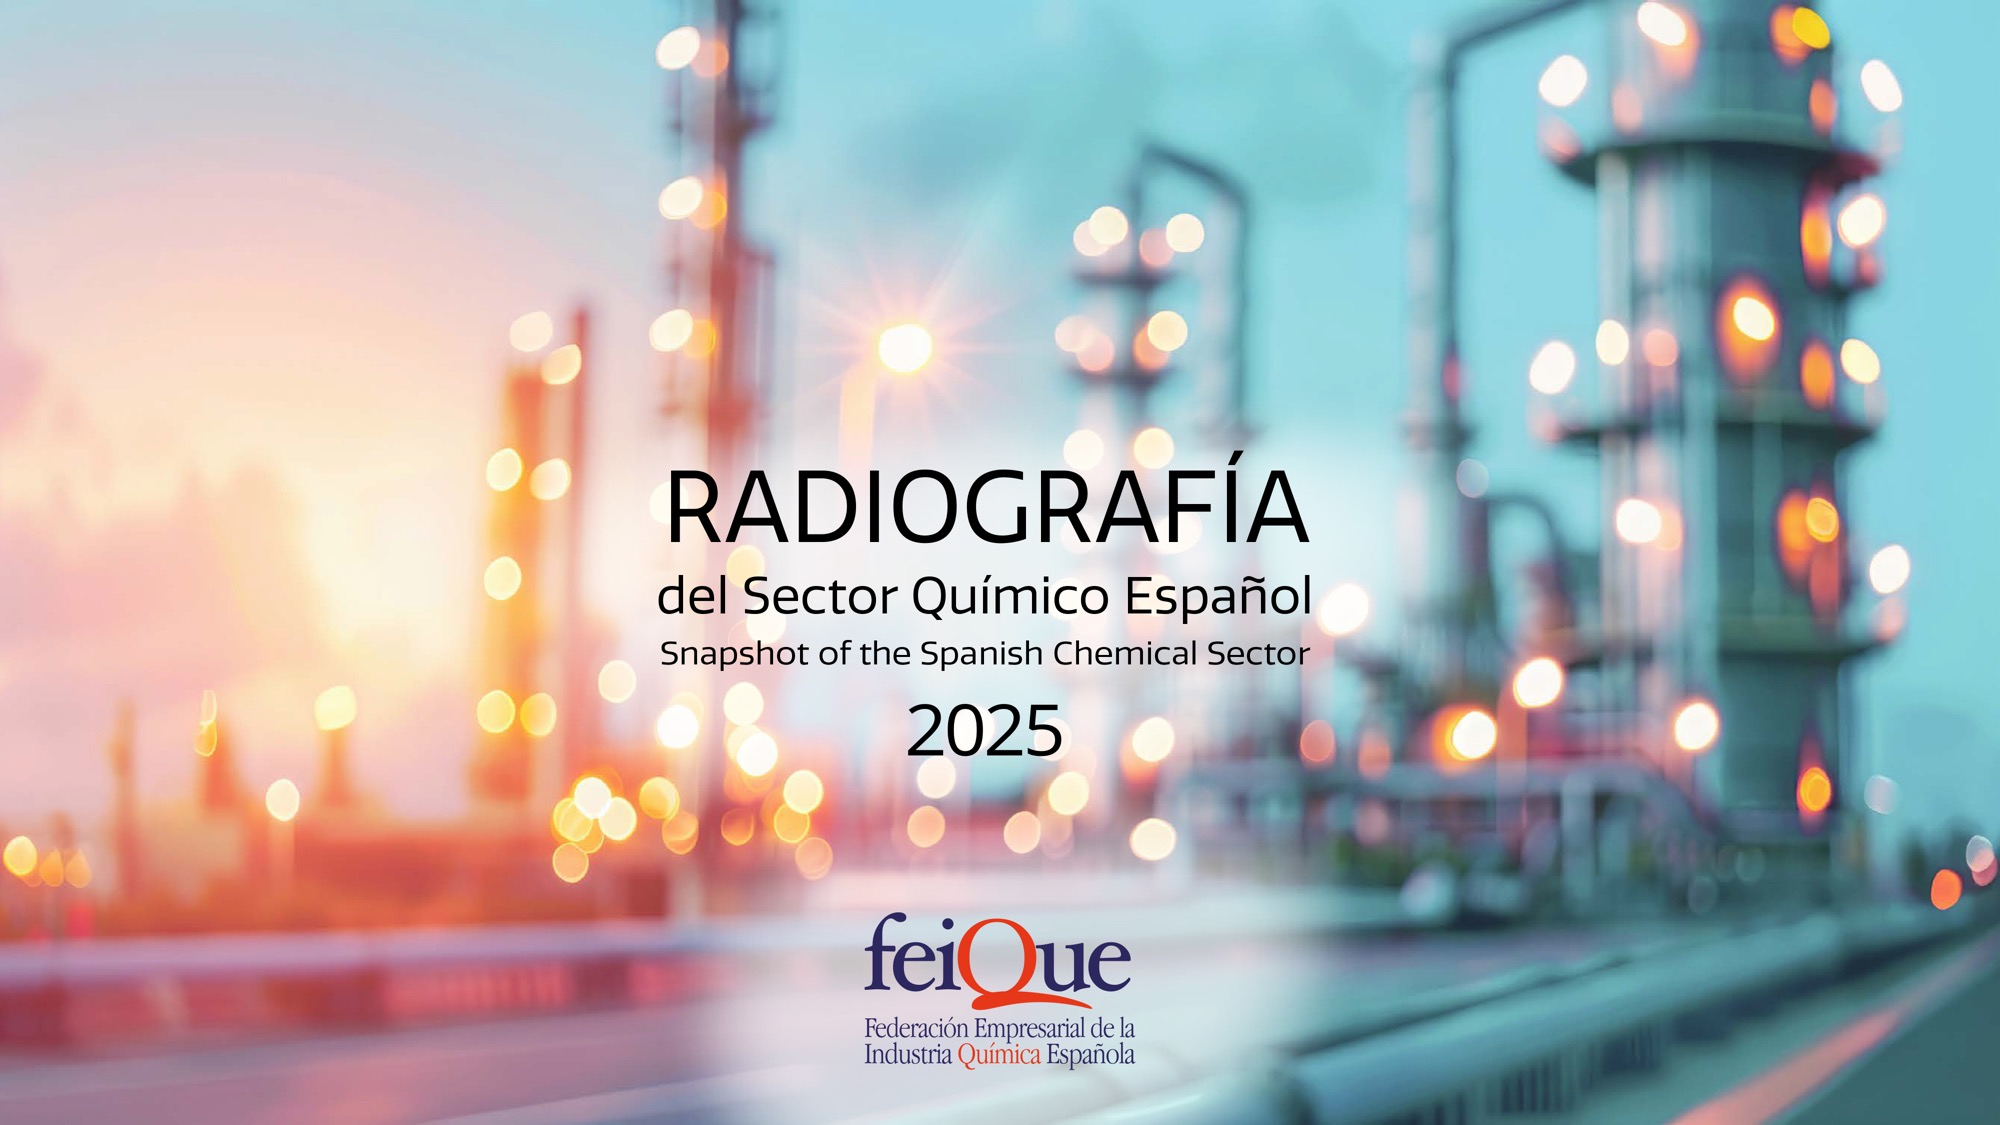 RADIOGRAFÍA
del Sector Químico Español
Snapshot of the Spanish Chemical Sector
2025
feiQue
Federación Empresarial de la
Industria Química Española